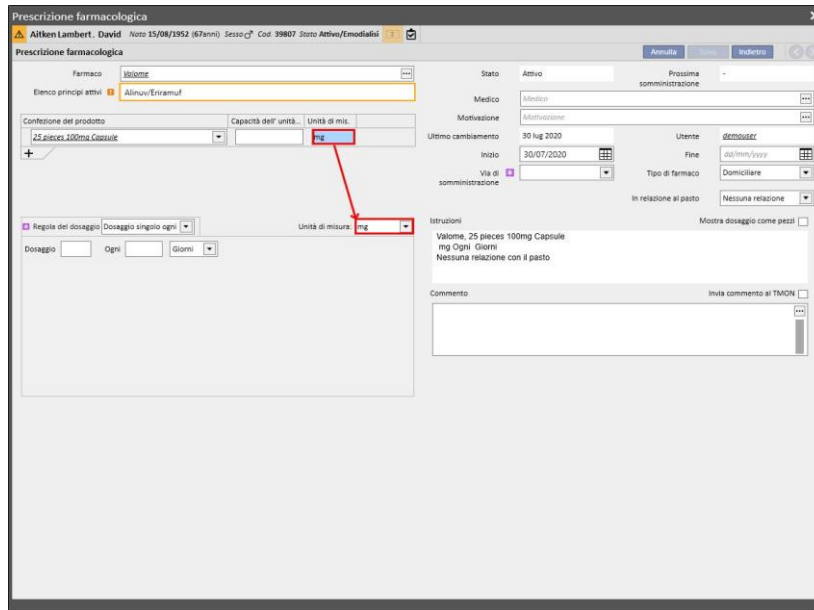 Prescrizione farmacologica
Aitken Lambert . David Nato 15/08/1952 (67anni) Sesso Cod. 39807 Stato Attivo/Emodialisi
Prescrizione farmacologica Annulla Indietro
Farmaco Valome
Elenco principi attivi Alinuv/Enramuf
Confezione del prodotto Capacità dell' unità... Unità di mis.
25 pieces 100mg Capsule mg
+
Regola del dosaggio Dosaggio singolo ogni Unità di misura: mg
Dosaggio Ogni Giorni
Stato Attivo Prossima somministrazione -
Medico Medico
Motivazione Motivazione
Ultimo cambiamento 30 lug 2020 Utente demouser
Inizio 30/07/2020 Fine dd/mm/yyyy
Via di somministrazione Tipo di farmaco Domiciliare
In relazione al pasto Nessuna relazione
Istruzioni Mostra dosaggio come pezzi
Valome, 25 pieces 100mg Capsule
mg Ogni Giorni
Nessuna relazione con il pasto
Commento Invia commento al TMON